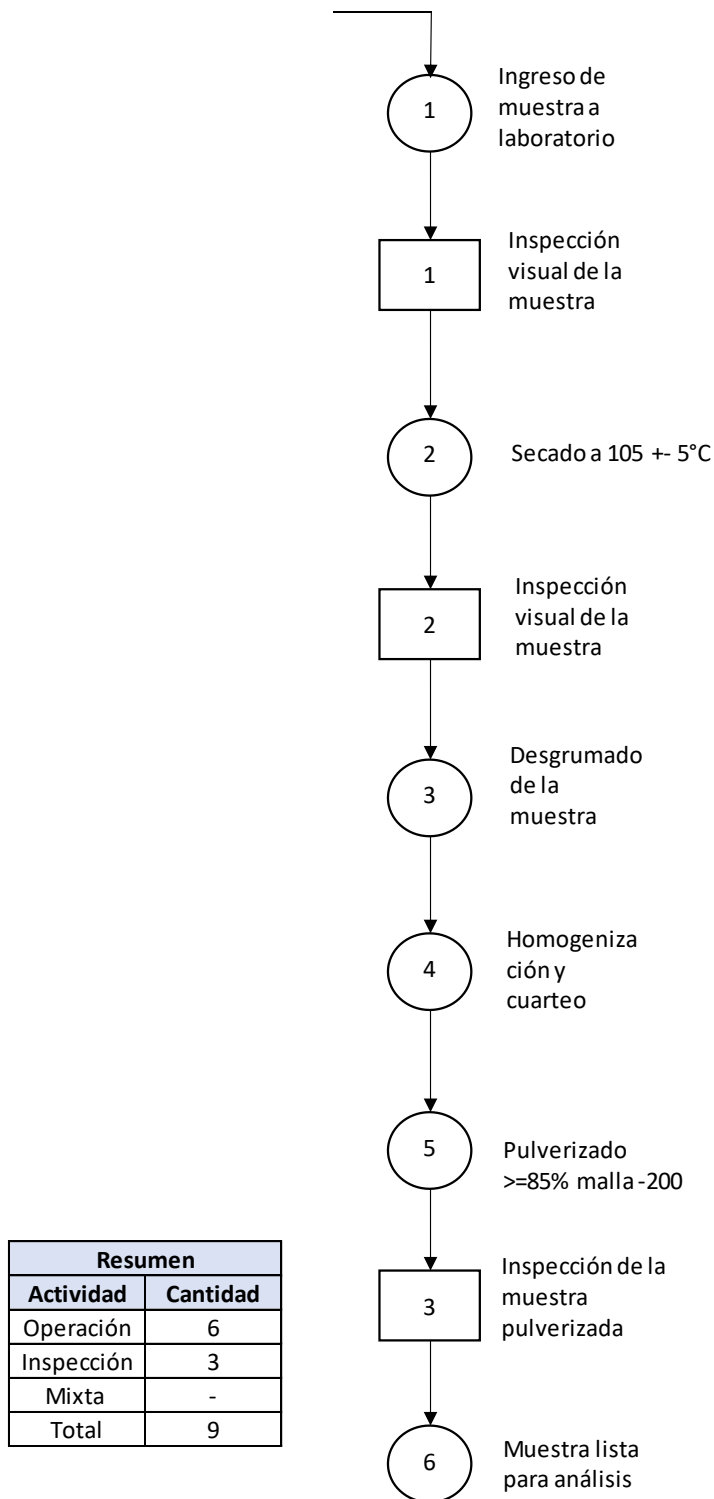 1
Ingreso de
muestra a
laboratorio
1
Inspección
visual de la
muestra
2
Secado a 105 +- 5°C
2
Inspección
visual de la
muestra
3
Desgrumado
de la
muestra
4
Homogeniza
ción y
cuarteo
5
Pulverizado
>=85% malla -200
3
Inspección de la
muestra
pulverizada
6
Muestra lista
para análisis
Resumen
Actividad Cantidad
Operación 6
Inspección 3
Mixta -
Total 9